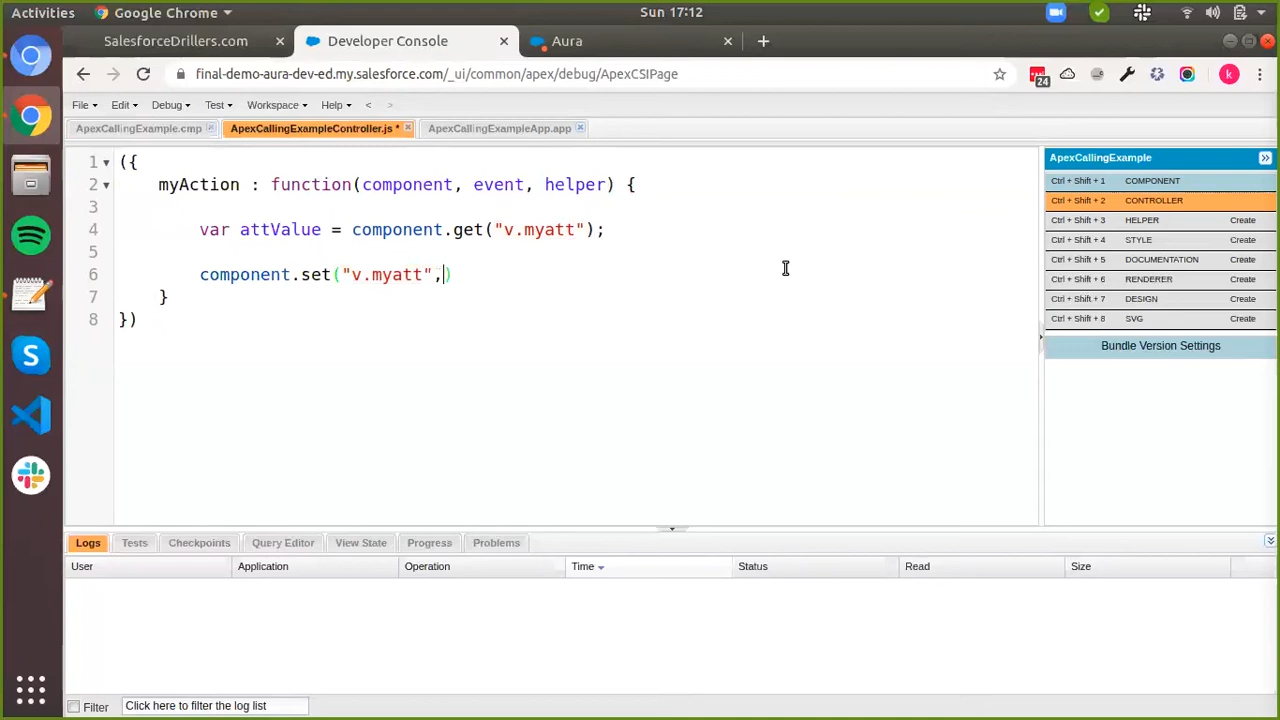 Activities Google Chrome Sun 17:12
SalesforceDrillers.com Developer Console Aura
final-demo-aura-dev-ed.my.salesforce.com/_ui/common/apex/debug/ApexCSIPage 24 k
File Edit Debug Test Workspace Help < >
ApexCallingExample.cmp ApexCallingExampleController.js * ApexCallingExampleApp.app
1 ({
2 myAction : function(component, event, helper) {
3
4 var attValue = component.get("v.myatt");
5
6 component.set("v.myatt",)
7 }
8 })
ApexCallingExample
Ctrl + Shift + 1 COMPONENT
Ctrl + Shift + 2 CONTROLLER
Ctrl + Shift + 3 HELPER Create
Ctrl + Shift + 4 STYLE Create
Ctrl + Shift + 5 DOCUMENTATION Create
Ctrl + Shift + 6 RENDERER Create
Ctrl + Shift + 7 DESIGN Create
Ctrl + Shift + 8 SVG Create
Bundle Version Settings
Logs Tests Checkpoints Query Editor View State Progress Problems
User Application Operation Time Status Read Size
Filter Click here to filter the log list